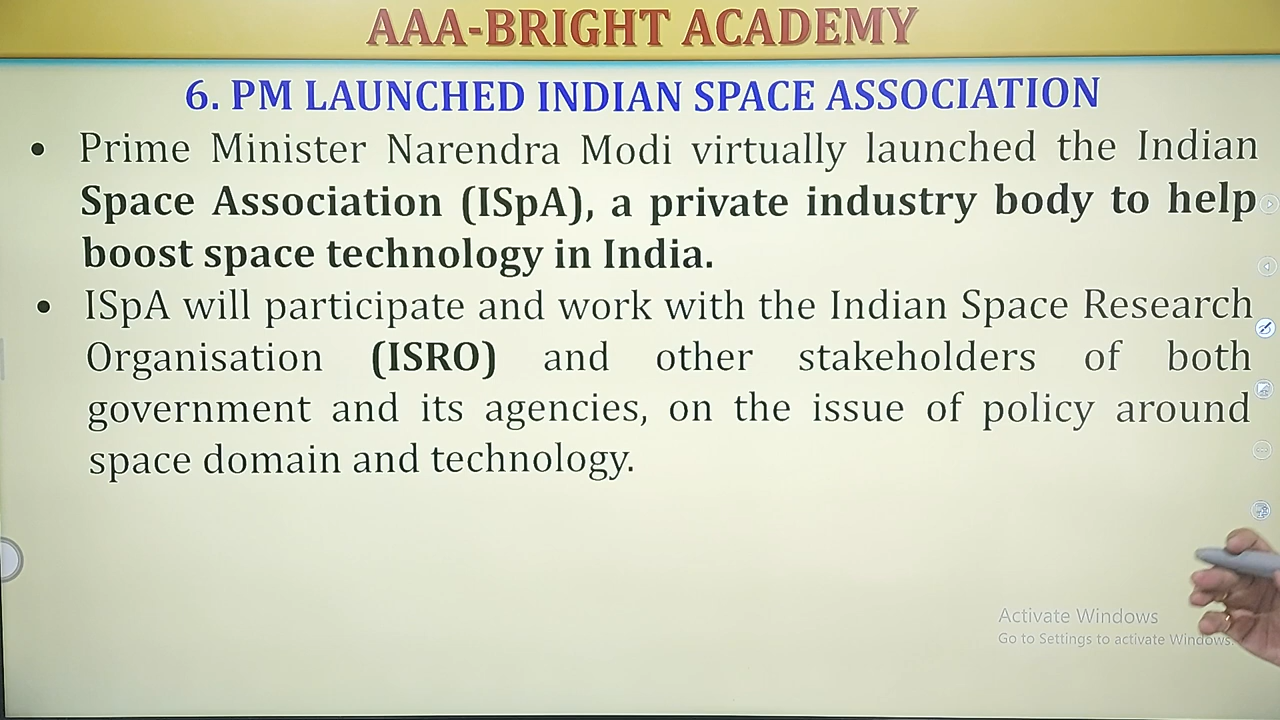 AAA-BRIGHT ACADEMY
6. PM LAUNCHED INDIAN SPACE ASSOCIATION
• Prime Minister Narendra Modi virtually launched the Indian
Space Association (ISpA), a private industry body to help
boost space technology in India.
• ISpA will participate and work with the Indian Space Research
Organisation (ISRO) and other stakeholders of both
government and its agencies, on the issue of policy around
space domain and technology.
Activate Windows
Go to Settings to activate Windows.